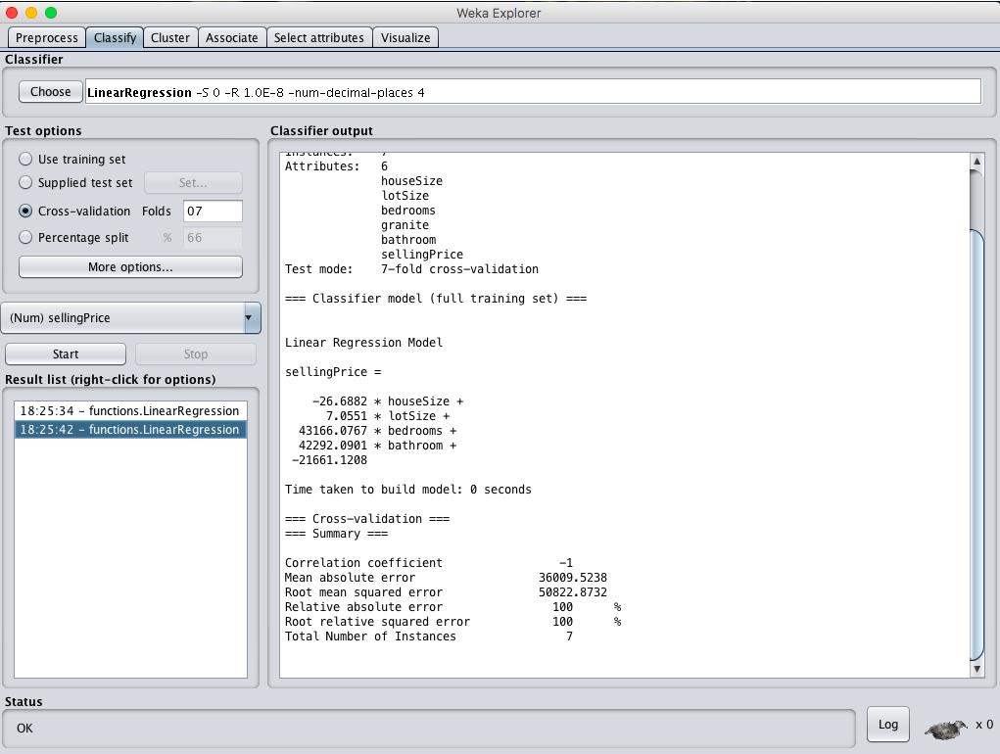 Weka Explorer
Preprocess Classify Cluster Associate Select attributes Visualize
Classifier
Choose LinearRegression -S 0 -R 1.0E-8 -num-decimal-places 4
Test options
Use training set
Supplied test set Set...
Cross-validation Folds 07
Percentage split % 66
More options...
(Num) sellingPrice
Start Stop
Result list (right-click for options)
18:25:34 - functions.LinearRegression
18:25:42 - functions.LinearRegression
Classifier output
Instances: 7
Attributes: 6
houseSize
lotSize
bedrooms
granite
bathroom
sellingPrice
Test mode: 7-fold cross-validation
=== Classifier model (full training set) ===
Linear Regression Model
sellingPrice =
-26.6882 * houseSize +
7.0551 * lotSize +
43166.0767 * bedrooms +
42292.0901 * bathroom +
-21661.1208
Time taken to build model: 0 seconds
=== Cross-validation ===
=== Summary ===
Correlation coefficient -1
Mean absolute error 36009.5238
Root mean squared error 50822.8732
Relative absolute error 100 %
Root relative squared error 100 %
Total Number of Instances 7
Status
OK
Log x 0